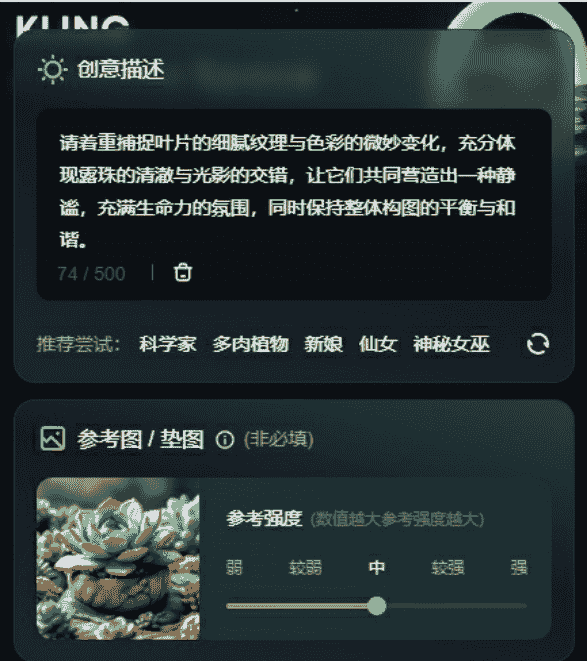 KLING
创意描述
请着重捕捉叶片的细腻纹理与色彩的微妙变化，充分体
现露珠的清澈与光影的交错，让它们共同营造出一种静
谧，充满生命力的氛围，同时保持整体构图的平衡与和
谐。
74 / 500
推荐尝试： 科学家 多肉植物 新娘 仙女 神秘女巫
参考图 / 垫图 (非必填)
参考强度 (数值越大参考强度越大)
弱 较弱 中 较强 强